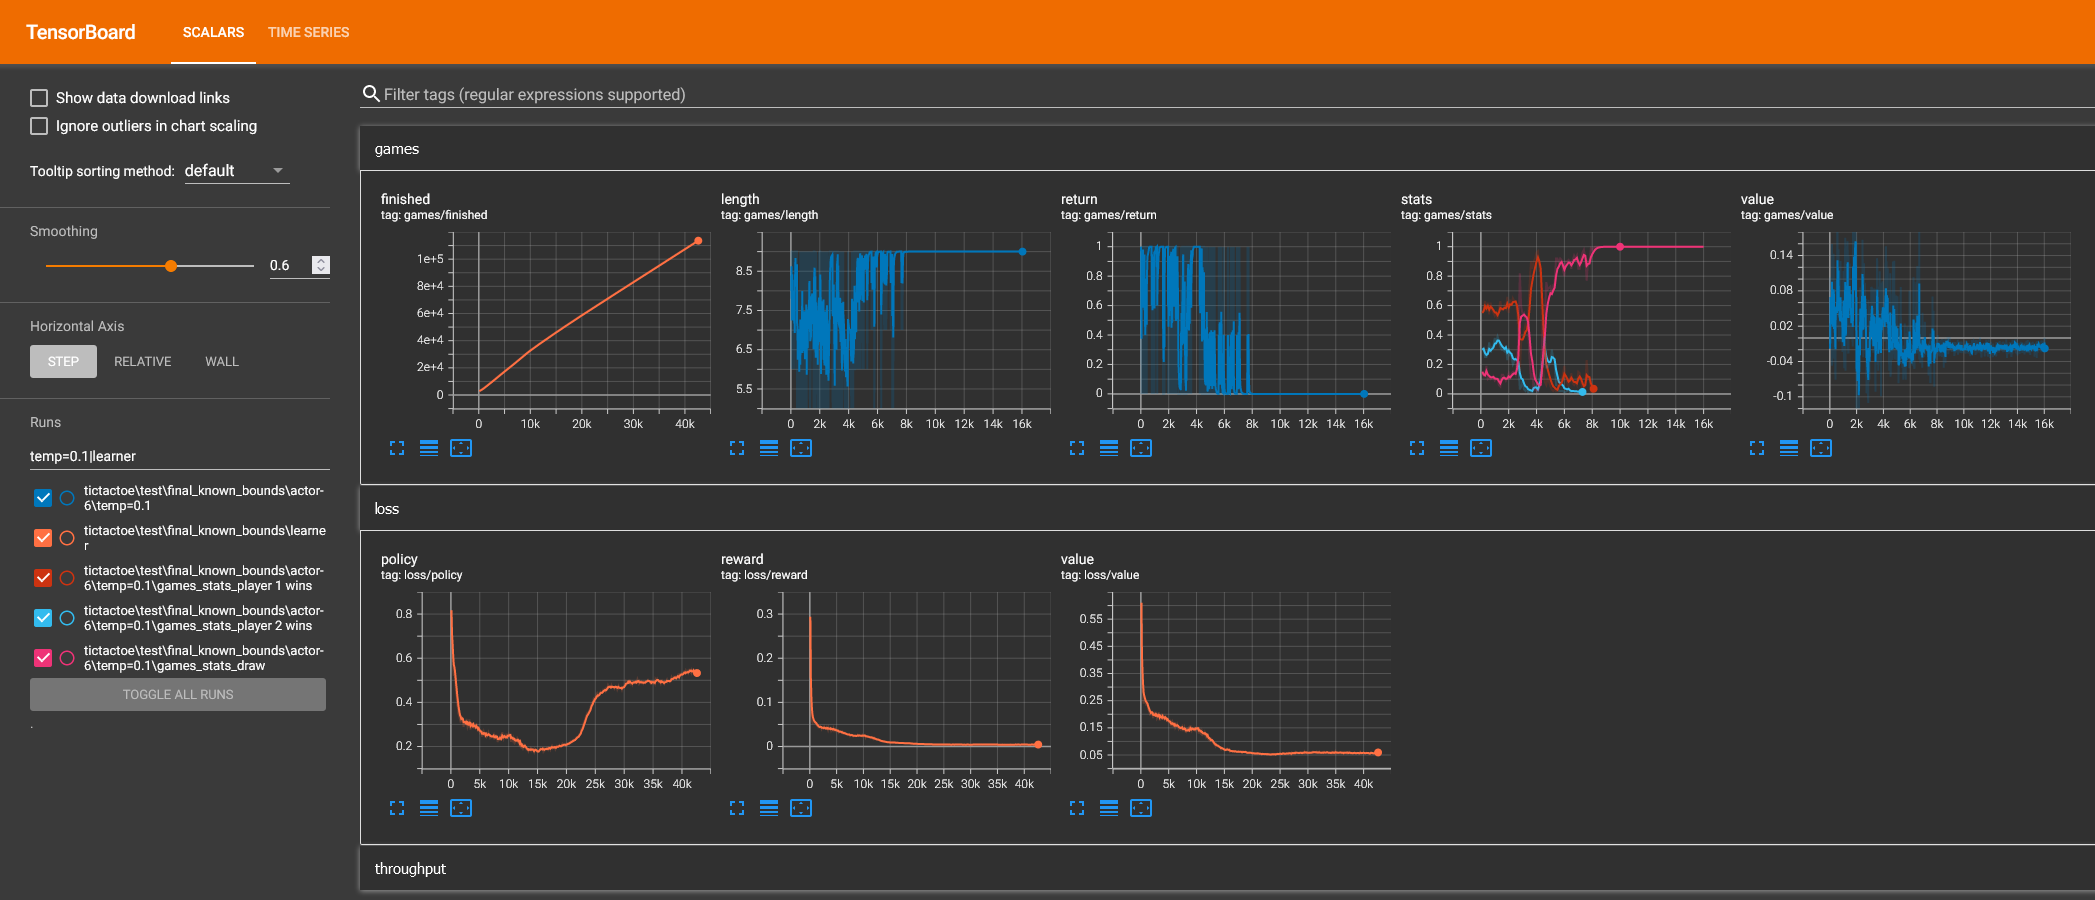 TensorBoard
SCALARS
TIME SERIES
Show data download links
Ignore outliers in chart scaling
Tooltip sorting method:
default
Smoothing
0.6
Horizontal Axis
STEP
RELATIVE
WALL
Runs
temp=0.1|learner
tictactoe\test\final_known_bounds\actor-
6\temp=0.1
tictactoe\test\final_known_bounds\learne
r
tictactoe\test\final_known_bounds\actor-
6\temp=0.1\games_stats_player 1 wins
tictactoe\test\final_known_bounds\actor-
6\temp=0.1\games_stats_player 2 wins
tictactoe\test\final_known_bounds\actor-
6\temp=0.1\games_stats_draw
TOGGLE ALL RUNS
.
Filter tags (regular expressions supported)
games
finished
tag: games/finished
1e+5
8e+4
6e+4
4e+4
2e+4
0
0 10k 20k 30k 40k
length
tag: games/length
8.5
7.5
6.5
5.5
0 2k 4k 6k 8k 10k 12k 14k 16k
return
tag: games/return
1
0.8
0.6
0.4
0.2
0
0 2k 4k 6k 8k 10k 12k 14k 16k
stats
tag: games/stats
1
0.8
0.6
0.4
0.2
0
0 2k 4k 6k 8k 10k 12k 14k 16k
value
tag: games/value
0.14
0.08
0.02
-0.04
-0.1
0 2k 4k 6k 8k 10k 12k 14k 16k
loss
policy
tag: loss/policy
0.8
0.6
0.4
0.2
0 5k 10k 15k 20k 25k 30k 35k 40k
reward
tag: loss/reward
0.3
0.2
0.1
0
0 5k 10k 15k 20k 25k 30k 35k 40k
value
tag: loss/value
0.55
0.45
0.35
0.25
0.15
0.05
0 5k 10k 15k 20k 25k 30k 35k 40k
throughput